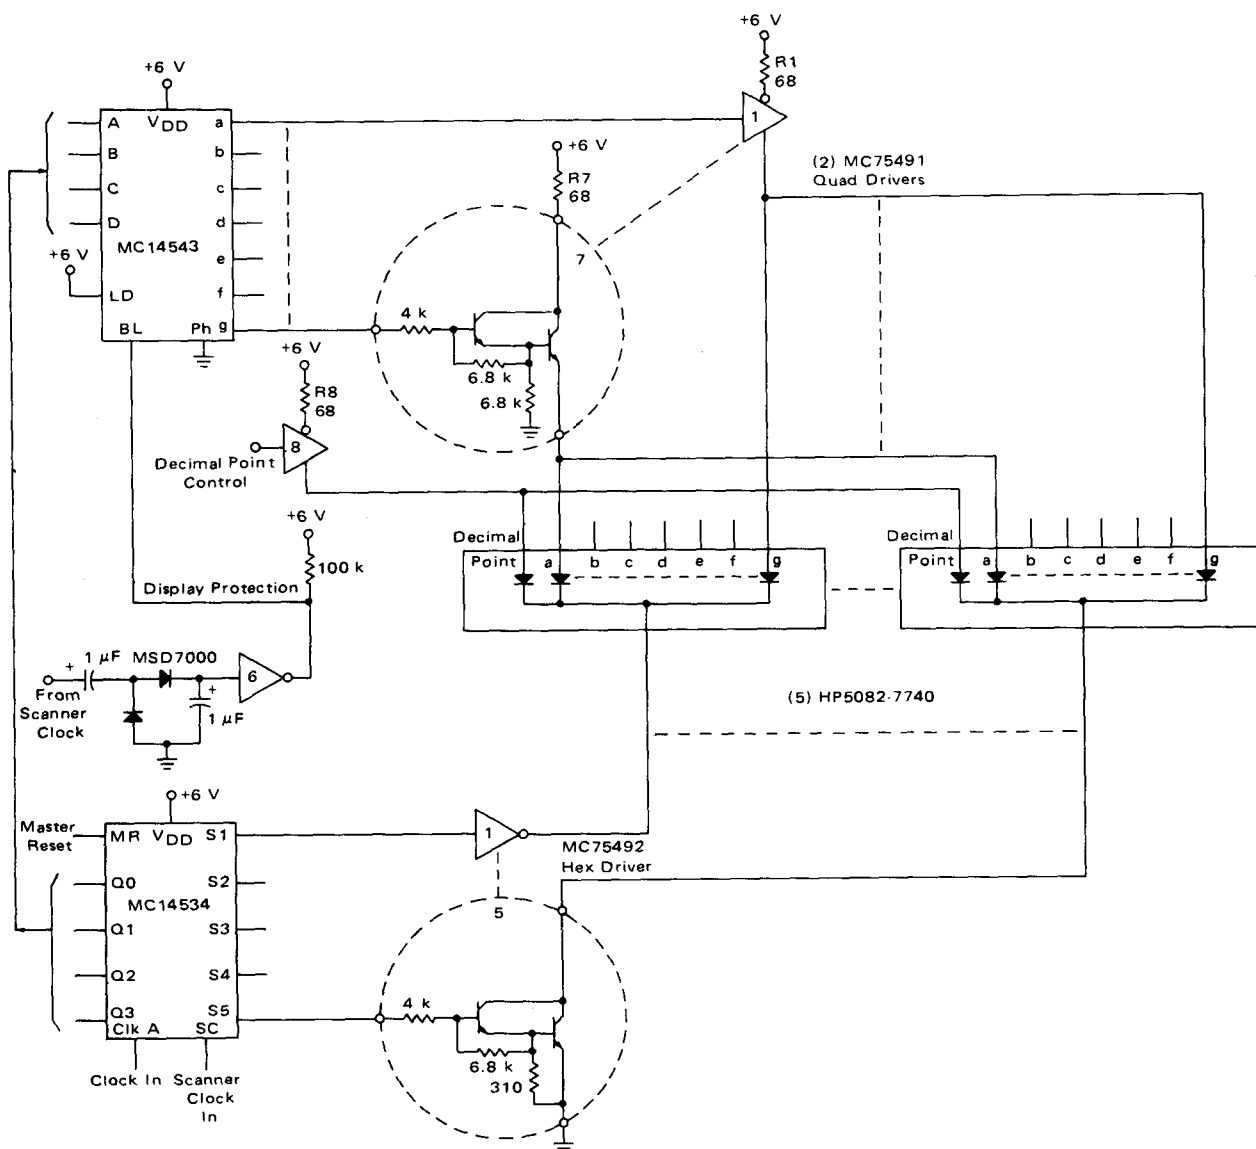 +6 V
R1
68
+6 V
A
VDD
a
B
b
C
c
D
d
MC14543
e
+6 V
LD
f
BL
Ph
g
1
(2) MC75491
Quad Drivers
+6 V
R7
68
7
4 k
6.8 k
6.8 k
+6 V
R8
68
8
Decimal Point
Control
+6 V
100 k
Display Protection
Decimal
Point
a
b
c
d
e
f
g
Decimal
Point
a
b
c
d
e
f
g
+
1 µF
MSD7000
6
From
Scanner
Clock
+
1 µF
(5) HP5082-7740
+6 V
Master
Reset
MR
VDD
S1
Q0
S2
MC14534
Q1
S3
Q2
S4
Q3
S5
Clk A
SC
Clock In
Scanner
Clock
In
1
MC75492
Hex Driver
5
4 k
6.8 k
310